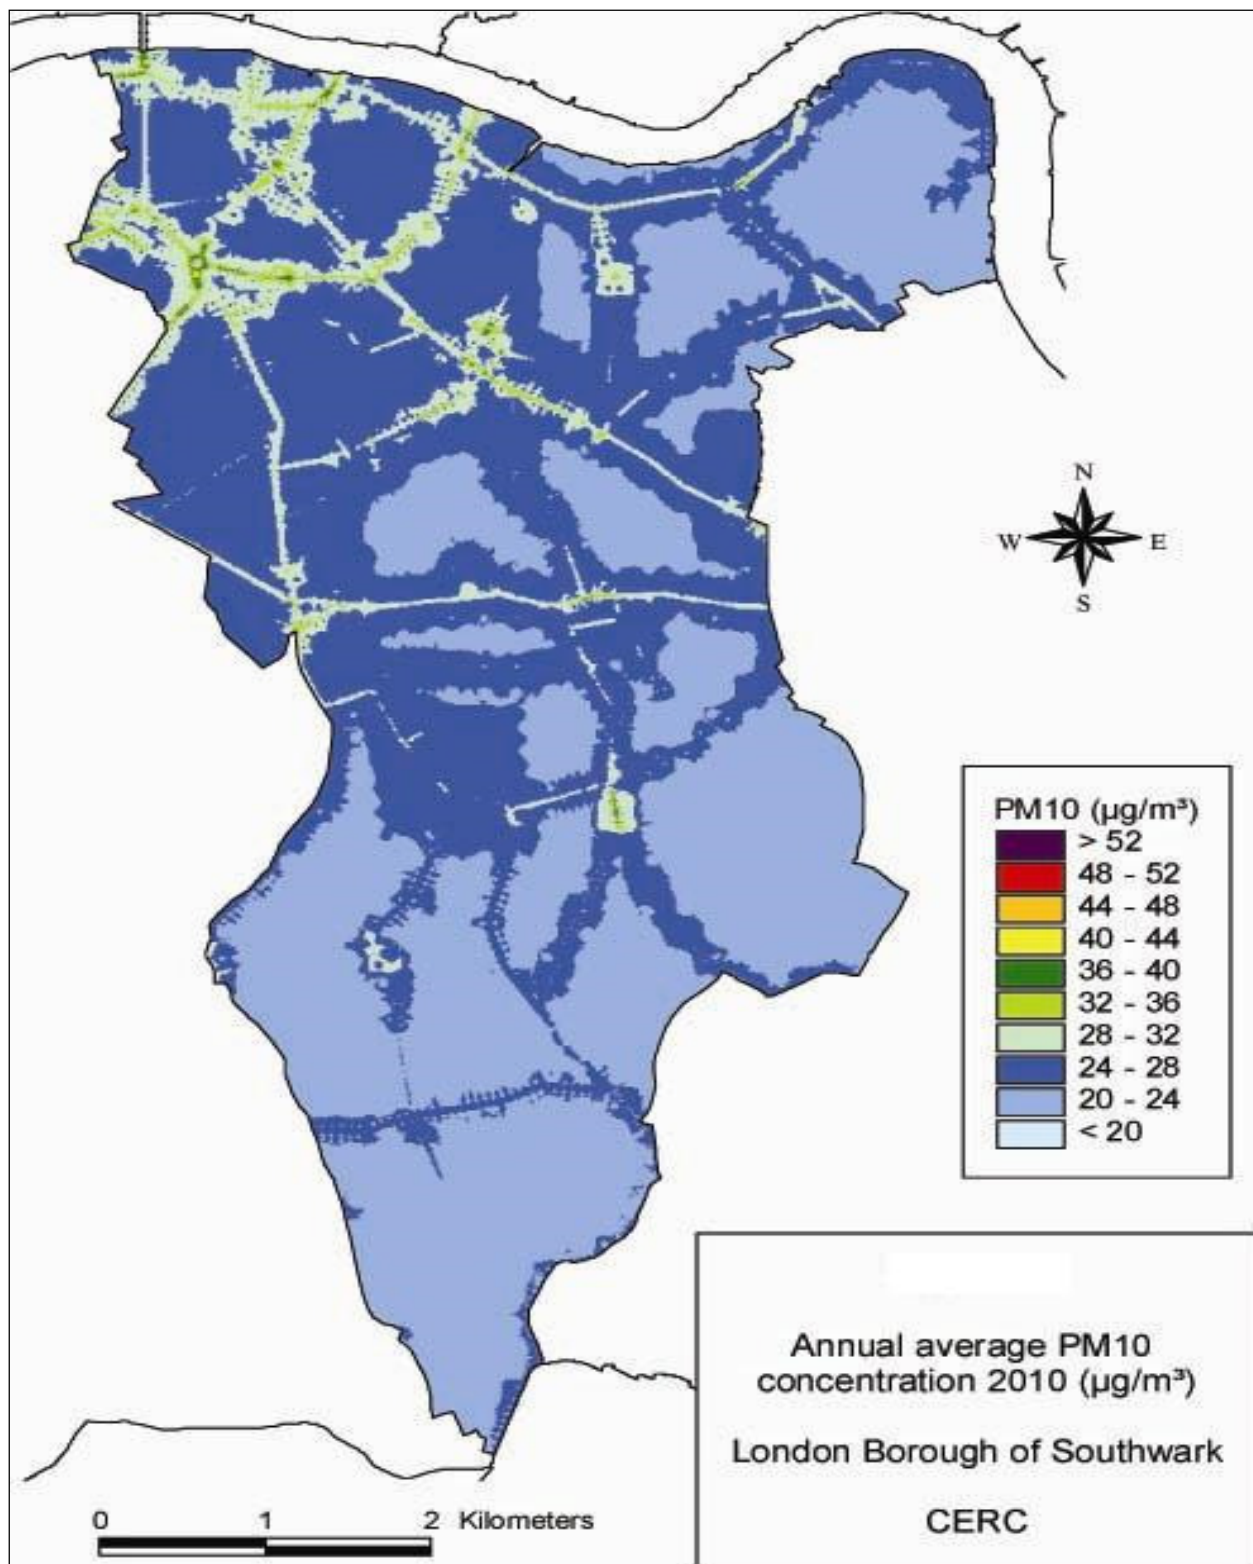 N
W E
S
PM10 (µg/m³)
> 52
48 - 52
44 - 48
40 - 44
36 - 40
32 - 36
28 - 32
24 - 28
20 - 24
< 20
Annual average PM10
concentration 2010 (µg/m³)
London Borough of Southwark
CERC
0 1 2 Kilometers